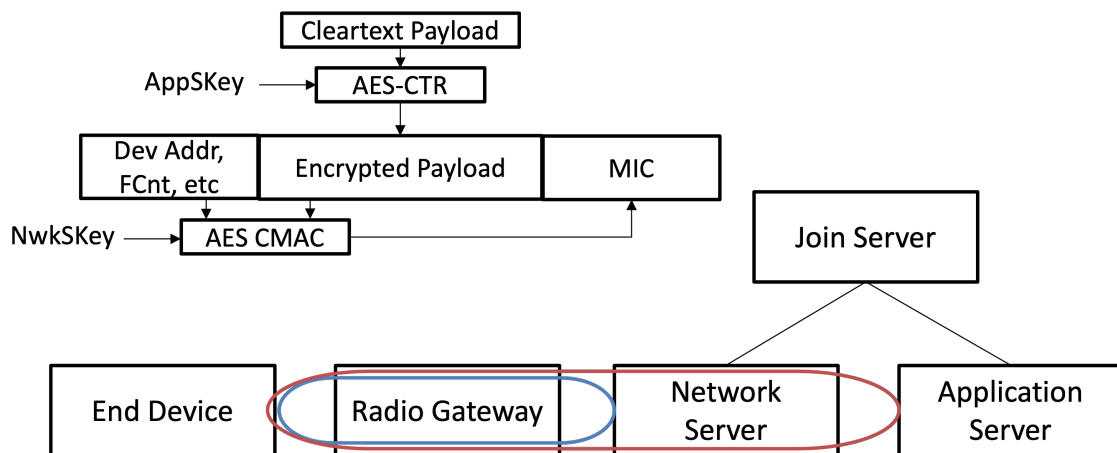 Cleartext Payload
AppSKey
AES-CTR
Dev Addr,
FCnt, etc
Encrypted Payload
MIC
NwkSKey
AES CMAC
Join Server
End Device
Radio Gateway
Network
Server
Application
Server